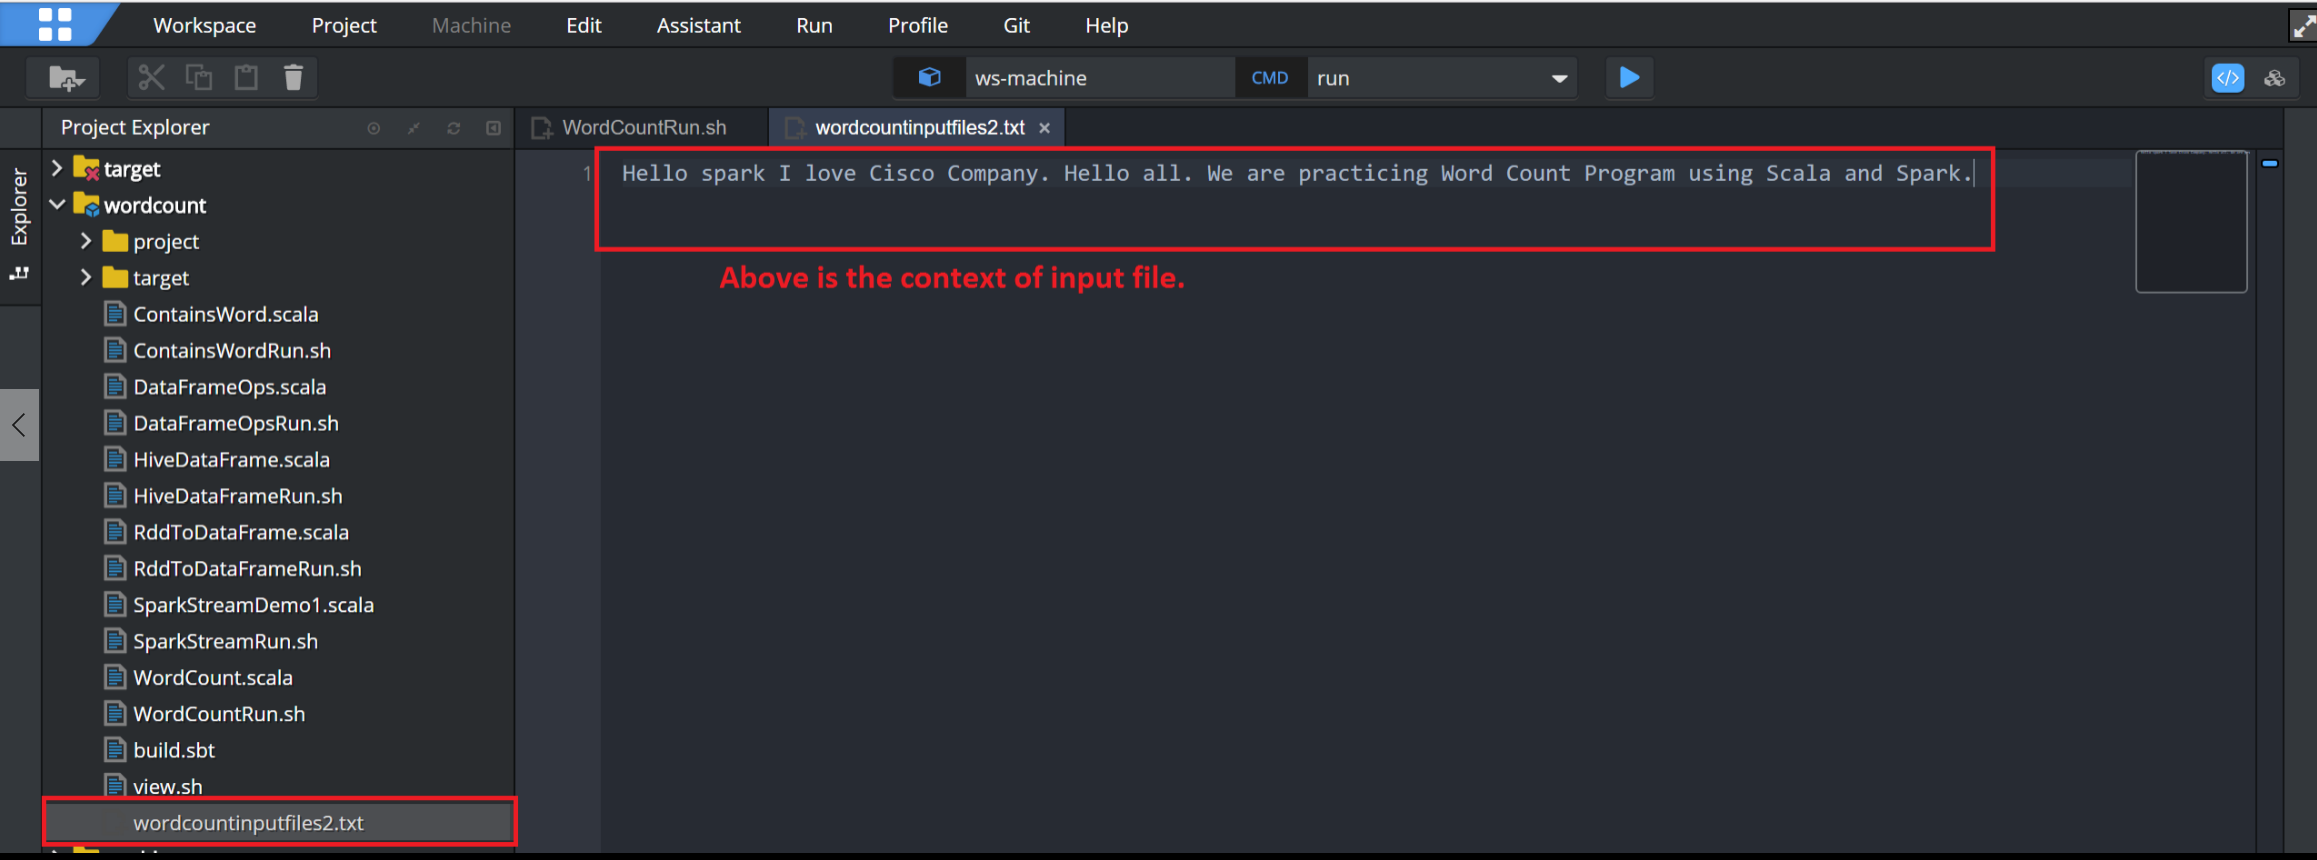 Workspace Project Machine Edit Assistant Run Profile Git Help
ws-machine CMD run </>
Project Explorer
WordCountRun.sh wordcountinputfiles2.txt ×
Explorer
target
wordcount
project
target
ContainsWord.scala
ContainsWordRun.sh
DataFrameOps.scala
DataFrameOpsRun.sh
HiveDataFrame.scala
HiveDataFrameRun.sh
RddToDataFrame.scala
RddToDataFrameRun.sh
SparkStreamDemo1.scala
SparkStreamRun.sh
WordCount.scala
WordCountRun.sh
build.sbt
view.sh
wordcountinputfiles2.txt
1 Hello spark I love Cisco Company. Hello all. We are practicing Word Count Program using Scala and Spark.
Above is the context of input file.